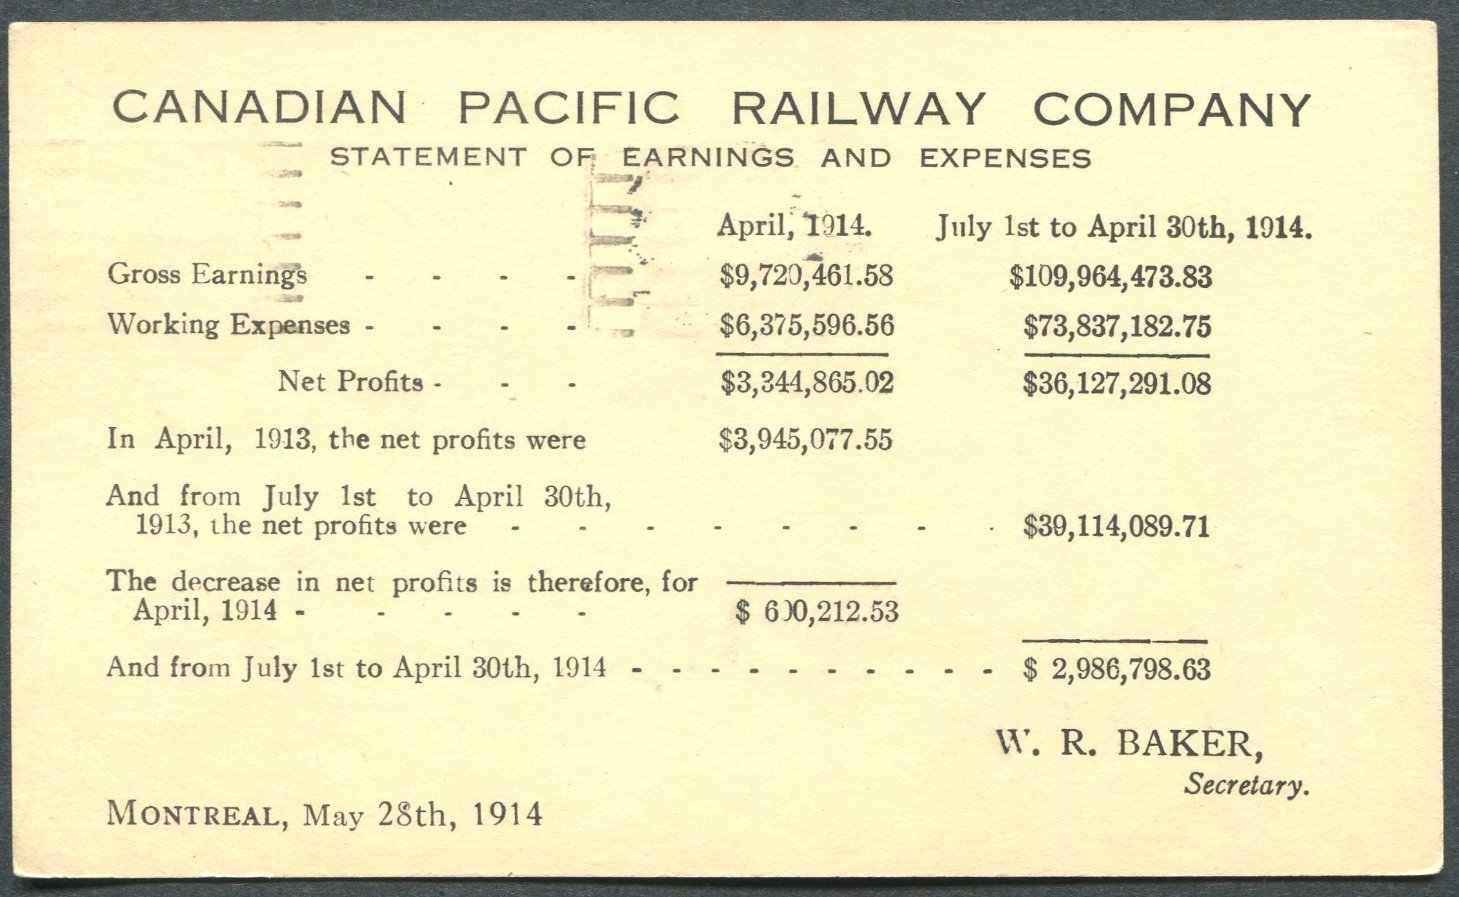 CANADIAN PACIFIC RAILWAY COMPANY
STATEMENT OF EARNINGS AND EXPENSES
April, 1914. July 1st to April 30th, 1914.
Gross Earnings - - - - $9,720,461.58 $109,964,473.83
Working Expenses - - - - $6,375,596.56 $73,837,182.75
Net Profits - - - $3,344,865.02 $36,127,291.08
In April, 1913, the net profits were $3,945,077.55
And from July 1st to April 30th,
1913, the net profits were - - - - - - - - $39,114,089.71
The decrease in net profits is therefore, for
April, 1914 - - - - - $ 600,212.53
And from July 1st to April 30th, 1914 - - - - - - - - - - $ 2,986,798.63
W. R. BAKER,
Secretary.
MONTREAL, May 28th, 1914